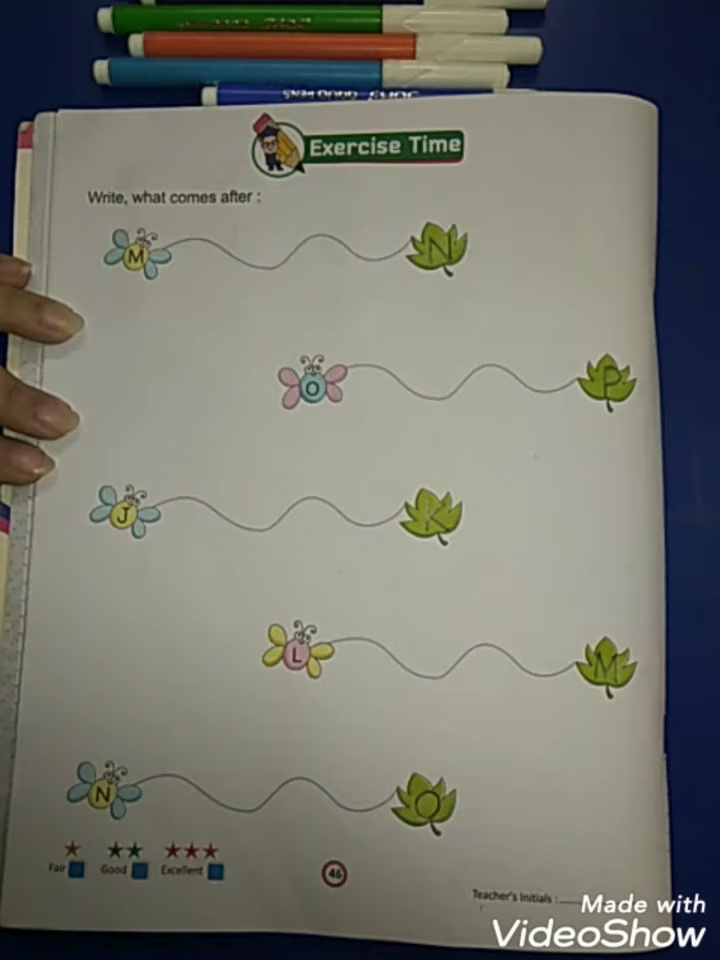 Exercise Time
Write, what comes after :
M N
O P
J K
L M
N O
Fair Good Excellent
46
Teacher's Initials :
Made with
VideoShow